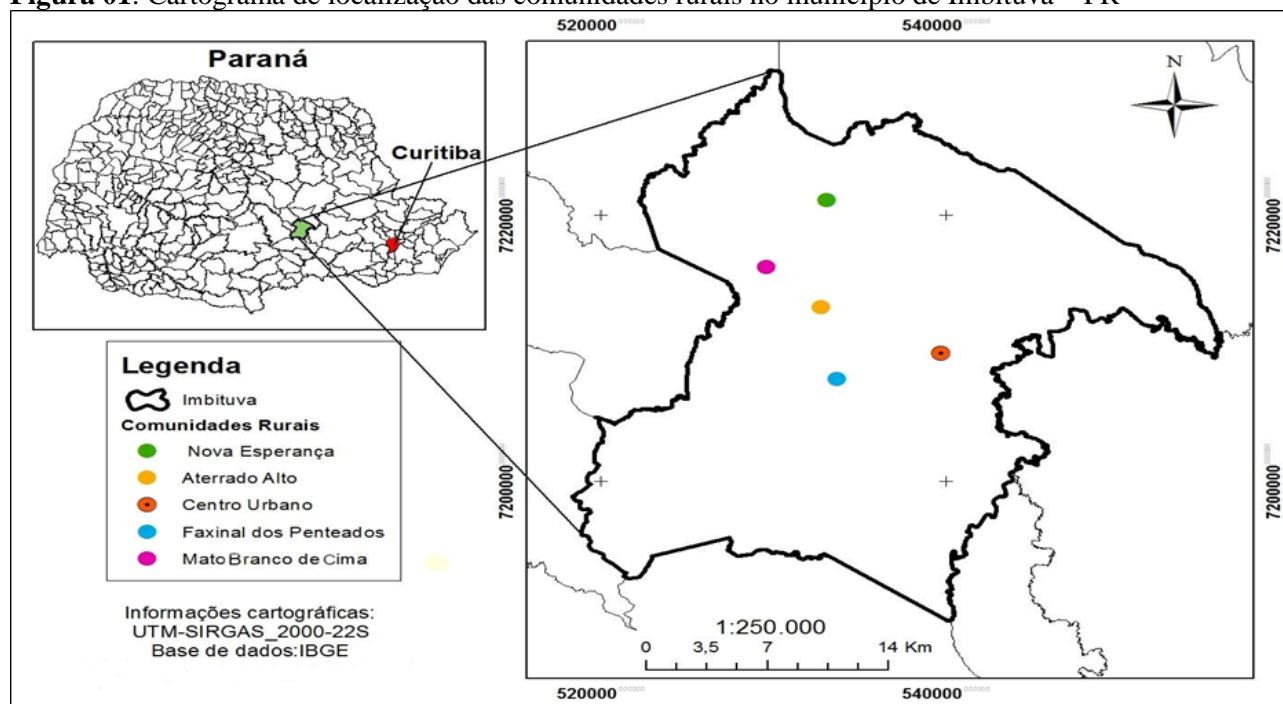 Figura 01: Cartograma de localização das comunidades rurais no município de Imbituva – PR
520000
540000
Paraná
Curitiba
N
7220000
7220000
7200000
7200000
Legenda
Imbituva
Comunidades Rurais
Nova Esperança
Aterrado Alto
Centro Urbano
Faxinal dos Penteados
Mato Branco de Cima
Informações cartográficas:
UTM-SIRGAS_2000-22S
Base de dados:IBGE
1:250.000
0 3,5 7 14 Km
520000
540000